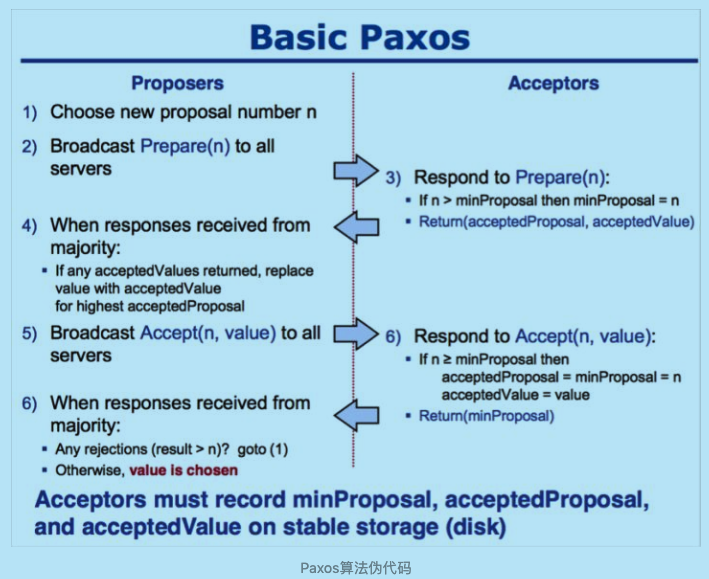 Basic Paxos
Proposers
1) Choose new proposal number n
2) Broadcast Prepare(n) to all
servers
4) When responses received from
majority:
▪ If any acceptedValues returned, replace
value with acceptedValue
for highest acceptedProposal
5) Broadcast Accept(n, value) to all
servers
6) When responses received from
majority:
▪ Any rejections (result > n)? goto (1)
▪ Otherwise, value is chosen
Acceptors
3) Respond to Prepare(n):
▪ If n > minProposal then minProposal = n
▪ Return(acceptedProposal, acceptedValue)
6) Respond to Accept(n, value):
▪ If n ≥ minProposal then
acceptedProposal = minProposal = n
acceptedValue = value
▪ Return(minProposal)
Acceptors must record minProposal, acceptedProposal,
and acceptedValue on stable storage (disk)
Paxos算法伪代码